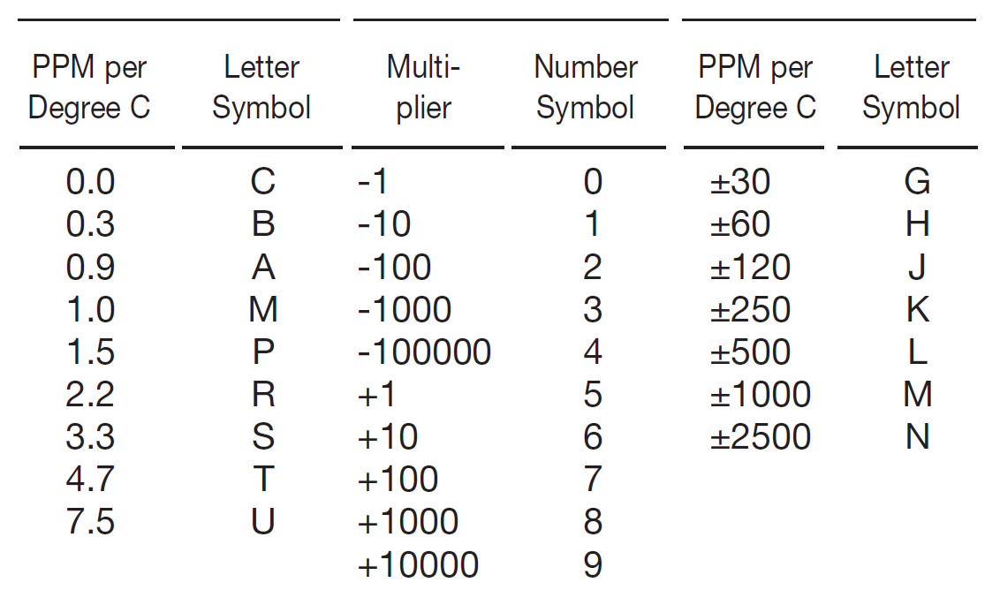 PPM per Letter Multi- Number PPM per Letter
Degree C Symbol plier Symbol Degree C Symbol
0.0 C -1 0 ±30 G
0.3 B -10 1 ±60 H
0.9 A -100 2 ±120 J
1.0 M -1000 3 ±250 K
1.5 P -100000 4 ±500 L
2.2 R +1 5 ±1000 M
3.3 S +10 6 ±2500 N
4.7 T +100 7
7.5 U +1000 8
+10000 9